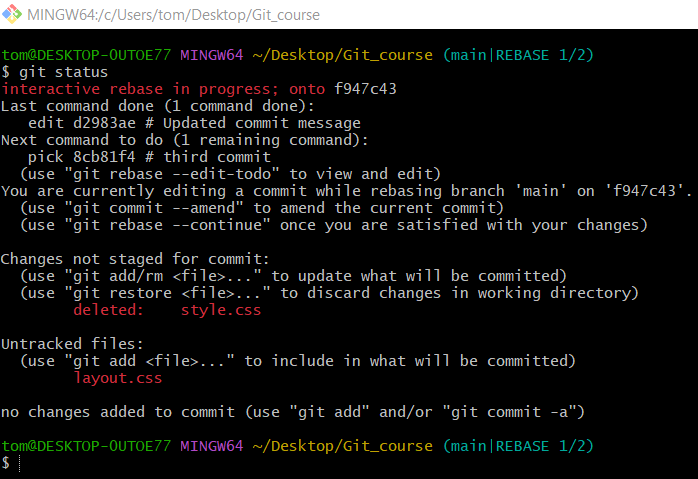 MINGW64:/c/Users/tom/Desktop/Git_course
tom@DESKTOP-OUTOE77 MINGW64 ~/Desktop/Git_course (main|REBASE 1/2)
$ git status
interactive rebase in progress; onto f947c43
Last command done (1 command done):
   edit d2983ae # Updated commit message
Next command to do (1 remaining command):
   pick 8cb81f4 # third commit
  (use "git rebase --edit-todo" to view and edit)
You are currently editing a commit while rebasing branch 'main' on 'f947c43'.
  (use "git commit --amend" to amend the current commit)
  (use "git rebase --continue" once you are satisfied with your changes)

Changes not staged for commit:
  (use "git add/rm <file>..." to update what will be committed)
  (use "git restore <file>..." to discard changes in working directory)
        deleted:    style.css

Untracked files:
  (use "git add <file>..." to include in what will be committed)
        layout.css

no changes added to commit (use "git add" and/or "git commit -a")

tom@DESKTOP-OUTOE77 MINGW64 ~/Desktop/Git_course (main|REBASE 1/2)
$